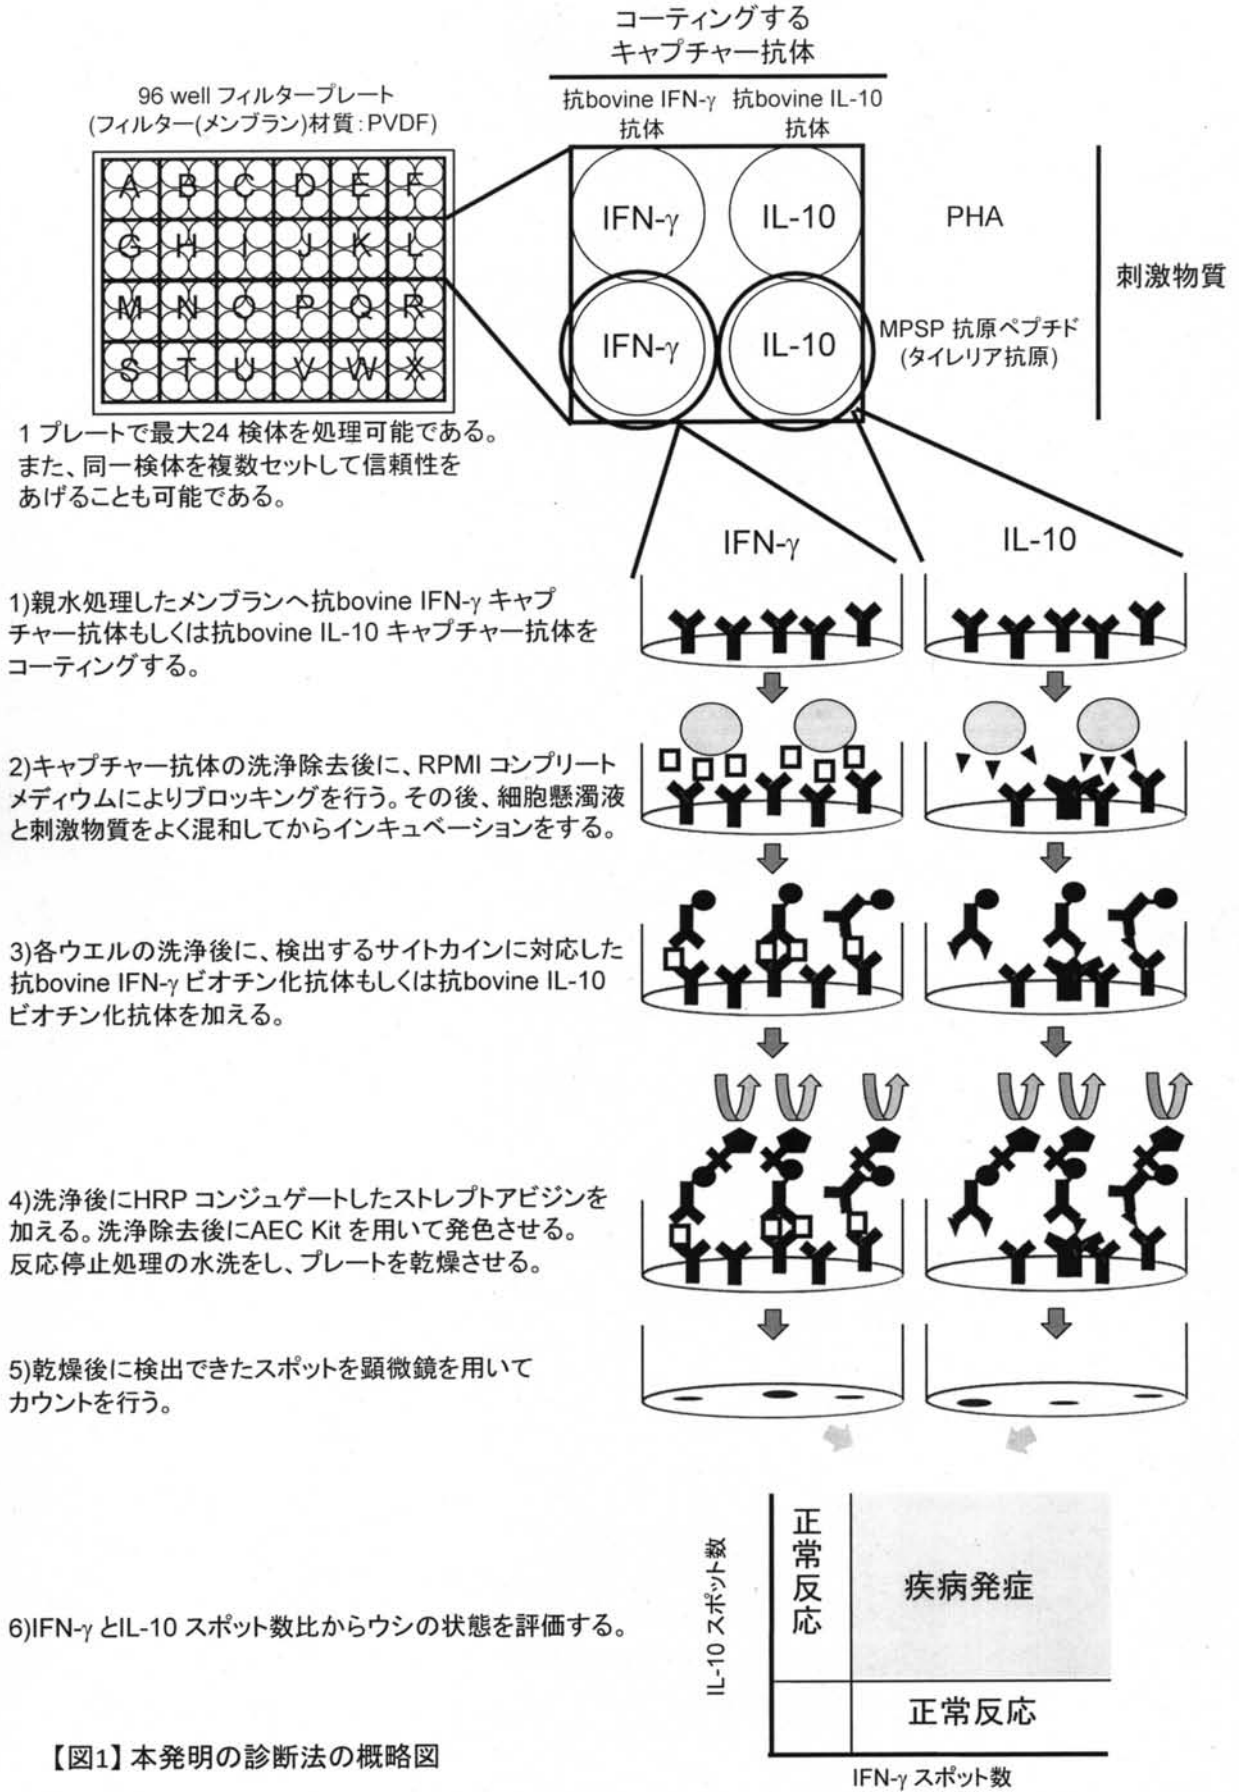 コーティングする
キャプチャー抗体
96 well フィルタープレート
(フィルター(メンブラン)材質:PVDF)
抗bovine IFN-γ 抗体
抗bovine IL-10 抗体
A B C D E F
G H I J K L
M N O P Q R
S T U V W X
IFN-γ IL-10 PHA
IFN-γ IL-10 MPSP 抗原ペプチド
(タイレリア抗原)
刺激物質
1 プレートで最大24 検体を処理可能である。
また、同一検体を複数セットして信頼性を
あげることも可能である。
IFN-γ IL-10
1)親水処理したメンブランへ抗bovine IFN-γ キャプ
チャー抗体もしくは抗bovine IL-10 キャプチャー抗体を
コーティングする。
2)キャプチャー抗体の洗浄除去後に、RPMI コンプリート
メディウムによりブロッキングを行う。その後、細胞懸濁液
と刺激物質をよく混和してからインキュベーションをする。
3)各ウエルの洗浄後に、検出するサイトカインに対応した
抗bovine IFN-γ ビオチン化抗体もしくは抗bovine IL-10
ビオチン化抗体を加える。
4)洗浄後にHRP コンジュゲートしたストレプトアビジンを
加える。洗浄除去後にAEC Kit を用いて発色させる。
反応停止処理の水洗をし、プレートを乾燥させる。
5)乾燥後に検出できたスポットを顕微鏡を用いて
カウントを行う。
6)IFN-γ とIL-10 スポット数比からウシの状態を評価する。
IL-10 スポット数
正常反応
疾病発症
正常反応
IFN-γ スポット数
【図1】本発明の診断法の概略図